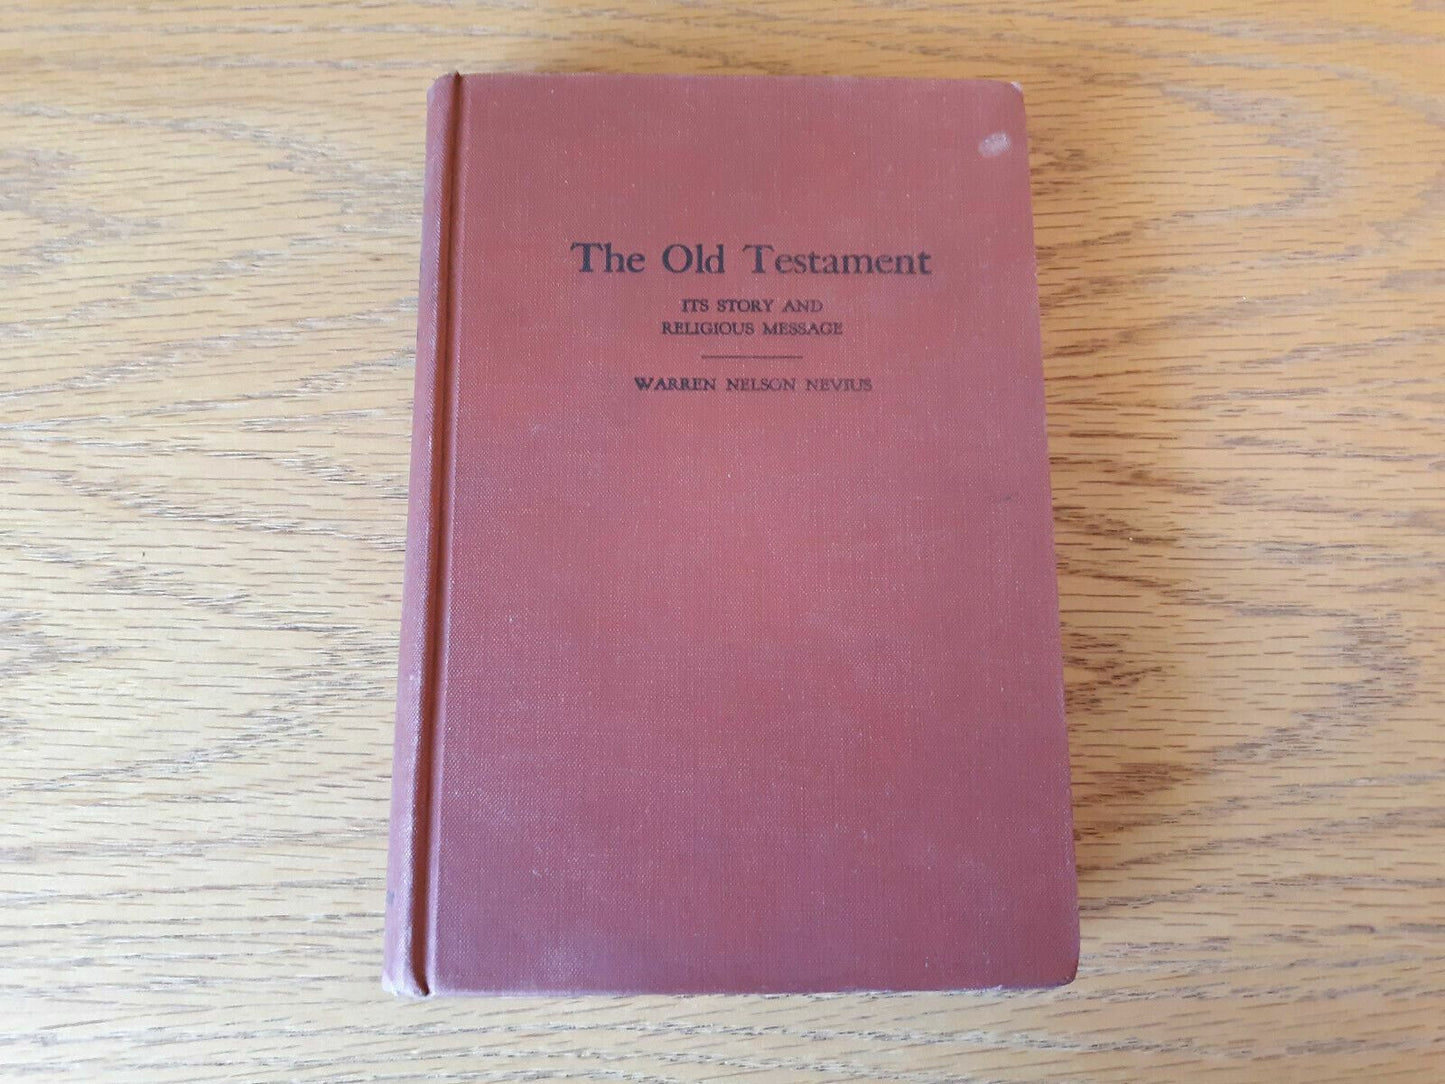 The Old Testament
ITS STORY AND
RELIGIOUS MESSAGE
WARREN NELSON NEVIUS